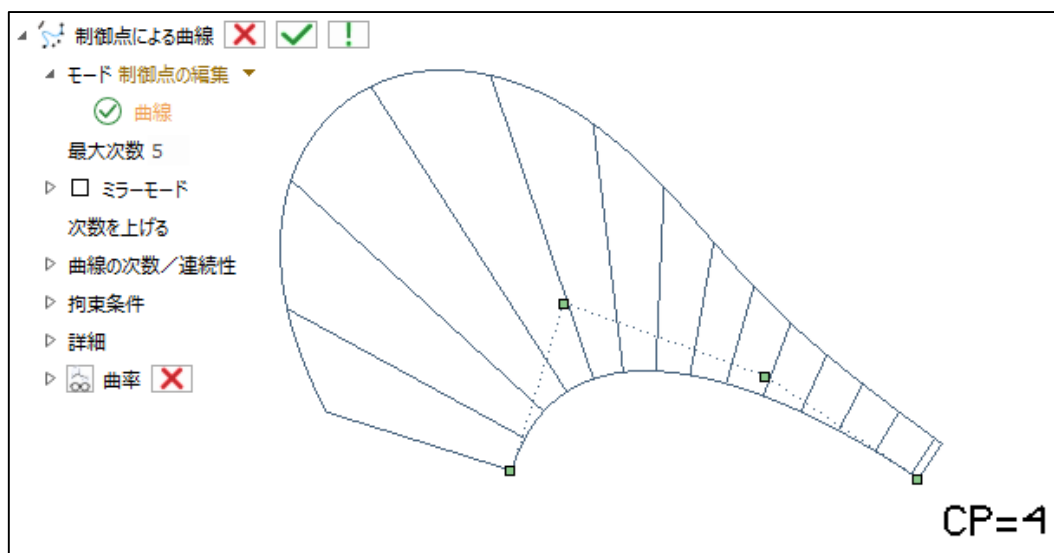 制御点による曲線
モード 制御点の編集
曲線
最大次数 5
ミラーモード
次数を上げる
曲線の次数／連続性
拘束条件
詳細
曲率
CP=4